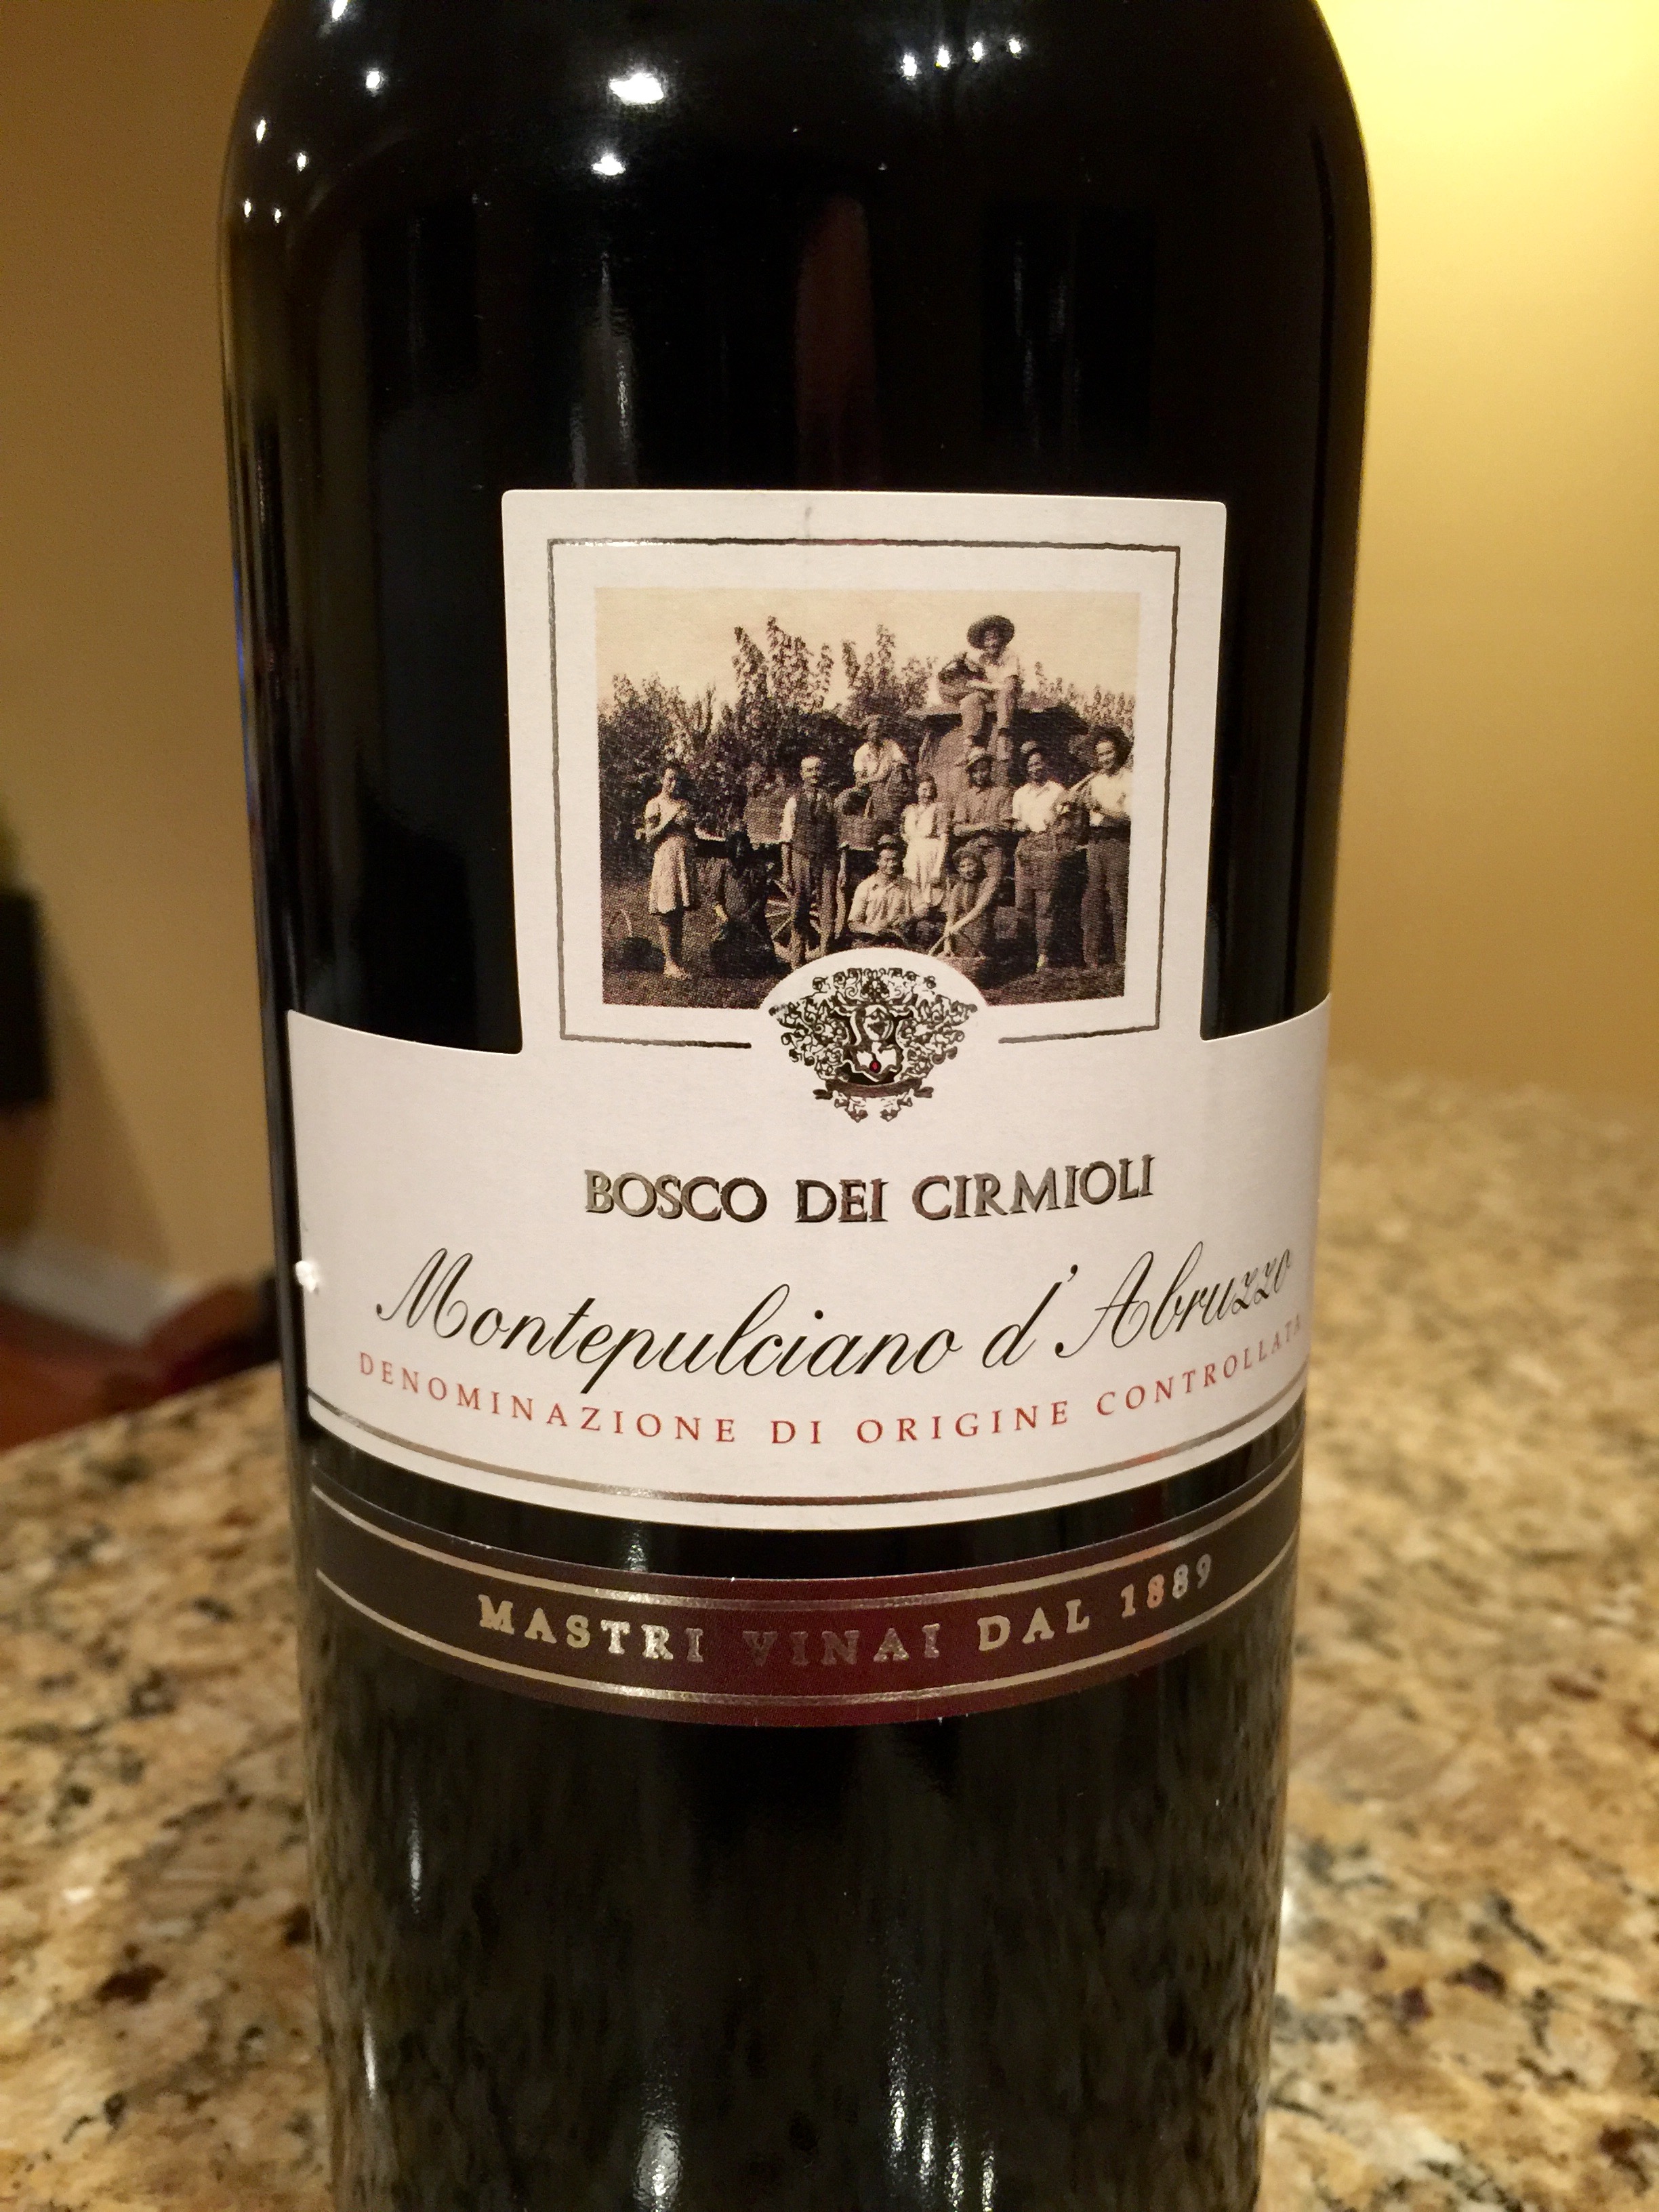 BOSCO DEI CIRMIOLI
Montepulciano d'Abruzzo
DENOMINAZIONE DI ORIGINE CONTROLLATA
MASTRI VINAI DAL 1889